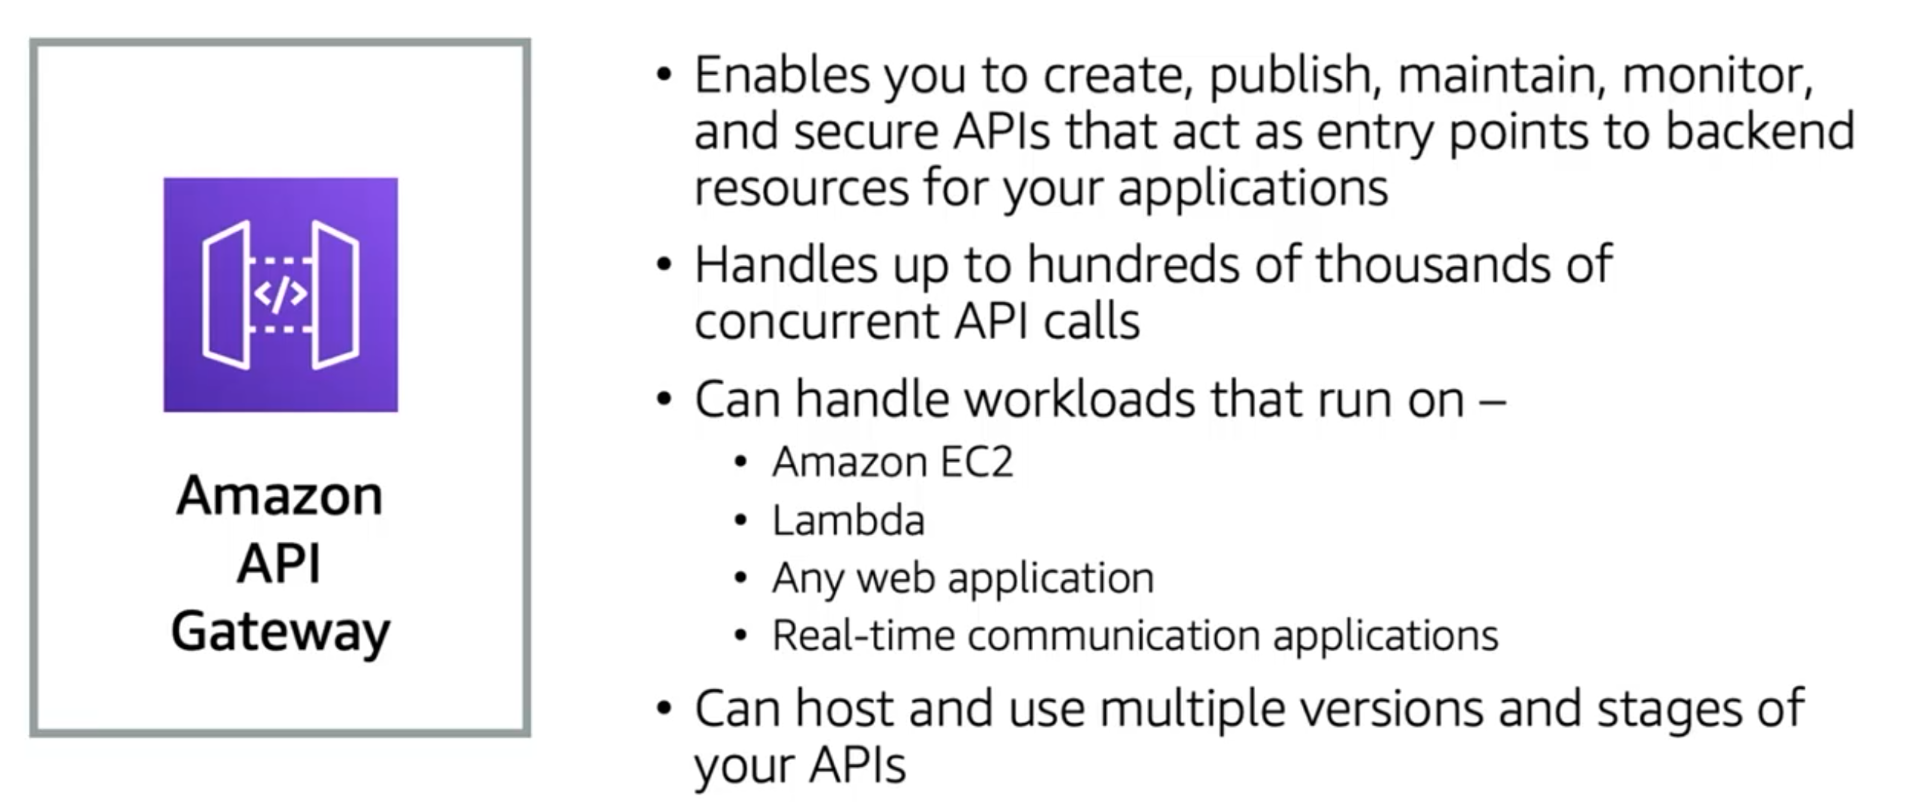 Amazon
API
Gateway
• Enables you to create, publish, maintain, monitor,
and secure APIs that act as entry points to backend
resources for your applications
• Handles up to hundreds of thousands of
concurrent API calls
• Can handle workloads that run on –
• Amazon EC2
• Lambda
• Any web application
• Real-time communication applications
• Can host and use multiple versions and stages of
your APIs